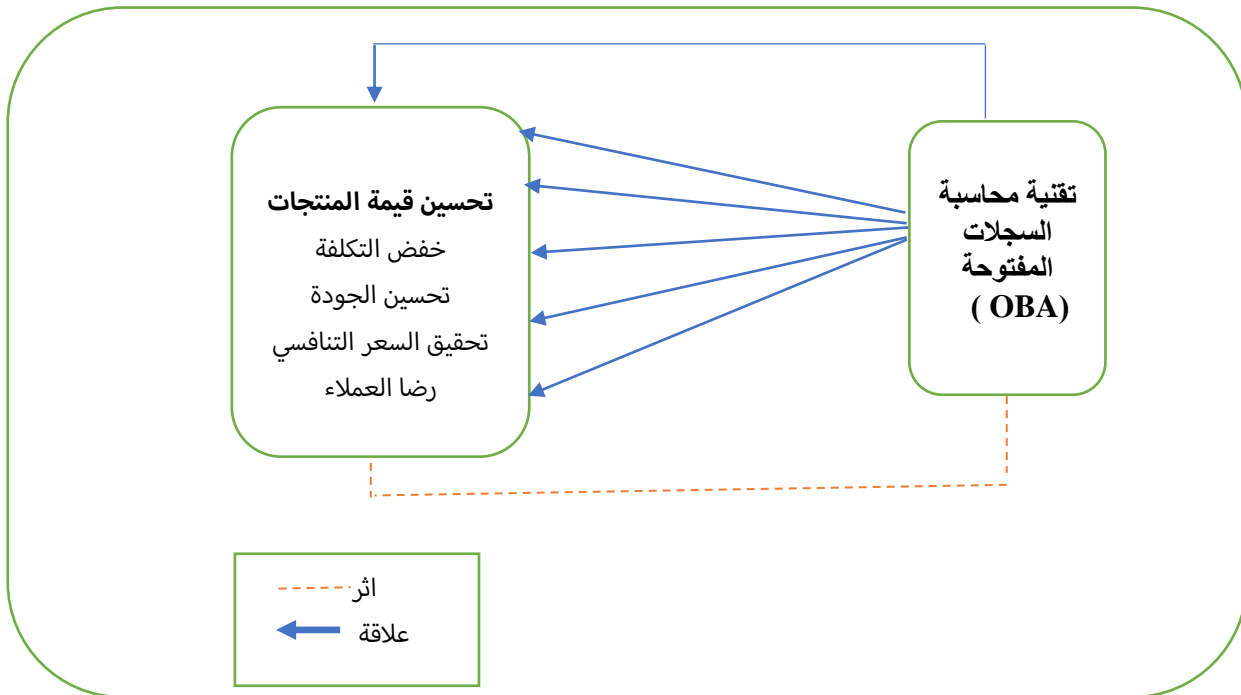 تقنية محاسبة
السجلات
المفتوحة
( OBA)
تحسين قيمة المنتجات
خفض التكلفة
تحسين الجودة
تحقيق السعر التنافسي
رضا العملاء
اثر
علاقة